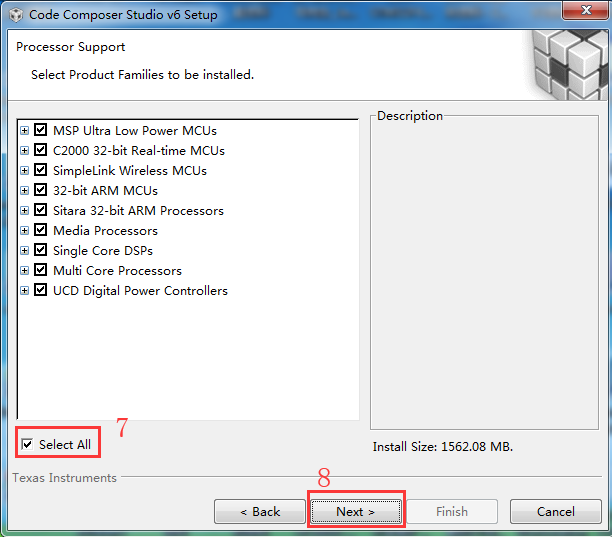 Code Composer Studio v6 Setup
Processor Support
Select Product Families to be installed.
MSP Ultra Low Power MCUs
C2000 32-bit Real-time MCUs
SimpleLink Wireless MCUs
32-bit ARM MCUs
Sitara 32-bit ARM Processors
Media Processors
Single Core DSPs
Multi Core Processors
UCD Digital Power Controllers
Description
7
Select All
Install Size: 1562.08 MB.
Texas Instruments
8
< Back
Next >
Finish
Cancel